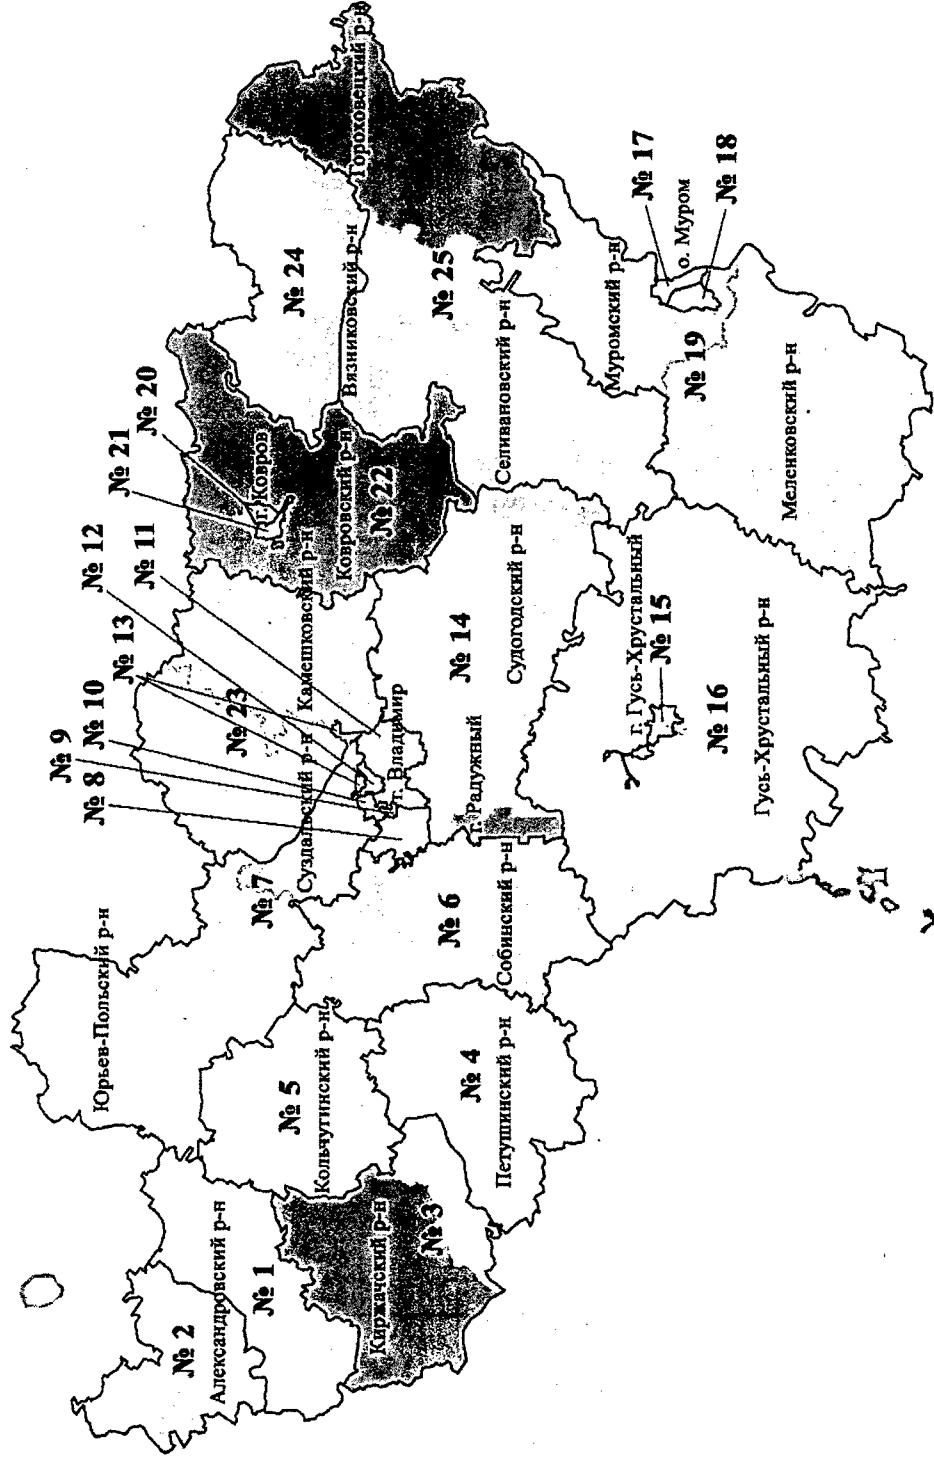 № 2
Александровский р-н
№ 1
Юрьев-Польский р-н
Киржачский р-н
№ 3
№ 5
Кольчугинский р-н
№ 4
Петушинский р-н
№ 7
Суздальский р-н
№ 6
Собинский р-н
№ 8
№ 9
№ 10
№ 13
№ 12
№ 11
№ 23
Камешковский р-н
г. Владимир
г. Радужный
№ 14
Судогодский р-н
№ 21
№ 20
г. Ковров
Ковровский р-н
№ 22
№ 24
Вязниковский р-н
№ 25
Гороховецкий р-н
Селивановский р-н
Муромский р-н
№ 17
о. Муром
№ 18
№ 19
Меленковский р-н
г. Гусь-Хрустальный
№ 15
№ 16
Гусь-Хрустальный р-н